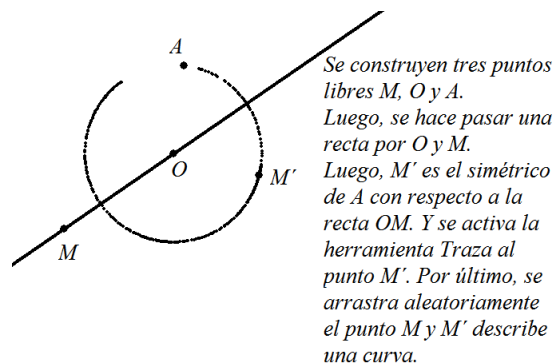 A
O
M´
M
Se construyen tres puntos
libres M, O y A.
Luego, se hace pasar una
recta por O y M.
Luego, M´ es el simétrico
de A con respecto a la
recta OM. Y se activa la
herramienta Traza al
punto M´. Por último, se
arrastra aleatoriamente
el punto M y M´ describe
una curva.